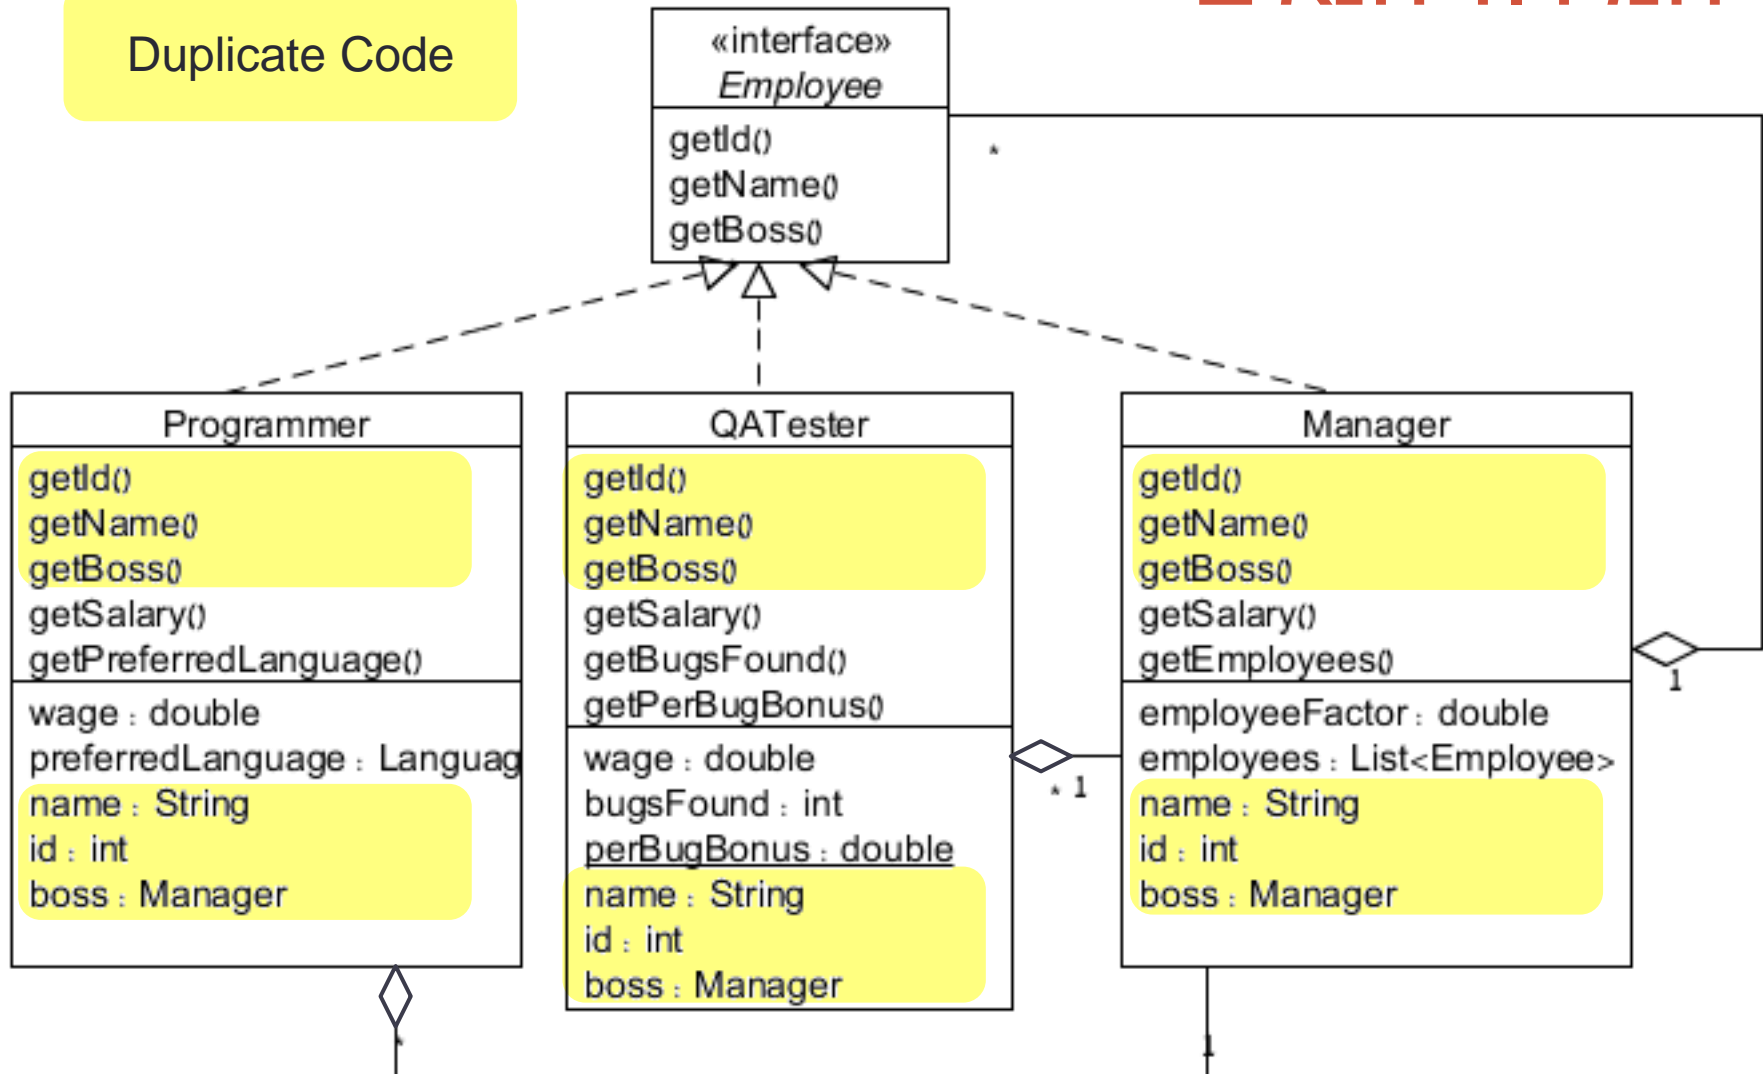 Duplicate Code
«interface»
Employee
getId()
getName()
getBoss()
*
Programmer
getId()
getName()
getBoss()
getSalary()
getPreferredLanguage()
wage : double
preferredLanguage : Languag
name : String
id : int
boss : Manager
*
QATester
getId()
getName()
getBoss()
getSalary()
getBugsFound()
getPerBugBonus()
wage : double
bugsFound : int
perBugBonus : double
name : String
id : int
boss : Manager
* 1
Manager
getId()
getName()
getBoss()
getSalary()
getEmployees()
1
employeeFactor : double
employees : List<Employee>
name : String
id : int
boss : Manager
1